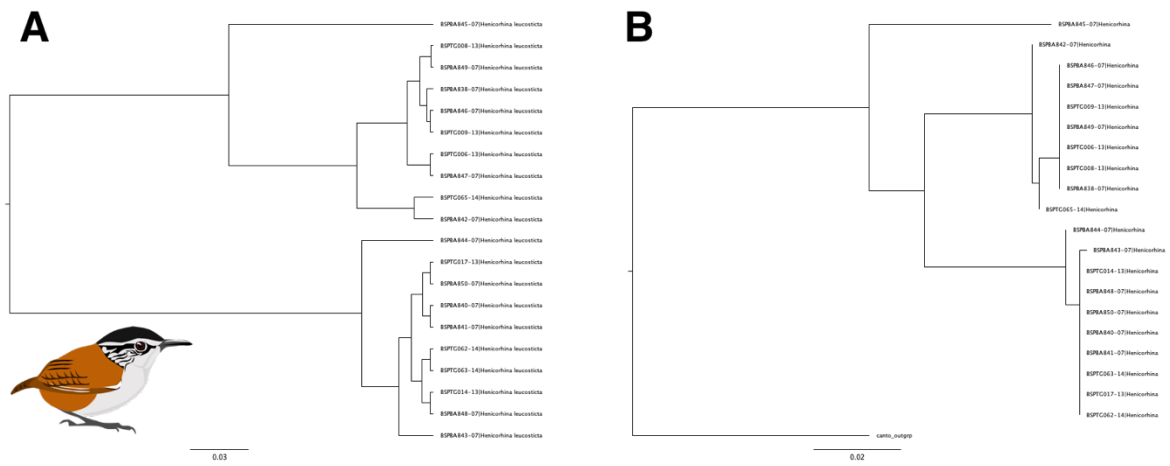 A
BSPBA845-07|Henicorhina leucosticta
BSPTG008-13|Henicorhina leucosticta
BSPBA849-07|Henicorhina leucosticta
BSPBA838-07|Henicorhina leucosticta
BSPBA846-07|Henicorhina leucosticta
BSPTG009-13|Henicorhina leucosticta
BSPTG006-13|Henicorhina leucosticta
BSPBA847-07|Henicorhina leucosticta
BSPTG065-14|Henicorhina leucosticta
BSPBA842-07|Henicorhina leucosticta
BSPBA844-07|Henicorhina leucosticta
BSPTG017-13|Henicorhina leucosticta
BSPBA850-07|Henicorhina leucosticta
BSPBA840-07|Henicorhina leucosticta
BSPBA841-07|Henicorhina leucosticta
BSPTG062-14|Henicorhina leucosticta
BSPTG063-14|Henicorhina leucosticta
BSPTG014-13|Henicorhina leucosticta
BSPBA848-07|Henicorhina leucosticta
BSPBA843-07|Henicorhina leucosticta
0.03
B
BSPBA845-07|Henicorhina
BSPBA842-07|Henicorhina
BSPBA846-07|Henicorhina
BSPBA847-07|Henicorhina
BSPTG009-13|Henicorhina
BSPBA849-07|Henicorhina
BSPTG006-13|Henicorhina
BSPTG008-13|Henicorhina
BSPBA838-07|Henicorhina
BSPTG065-14|Henicorhina
BSPBA844-07|Henicorhina
BSPBA843-07|Henicorhina
BSPTG014-13|Henicorhina
BSPBA848-07|Henicorhina
BSPBA850-07|Henicorhina
BSPBA840-07|Henicorhina
BSPBA841-07|Henicorhina
BSPTG063-14|Henicorhina
BSPTG017-13|Henicorhina
BSPTG062-14|Henicorhina
canto_outgrp
0.02